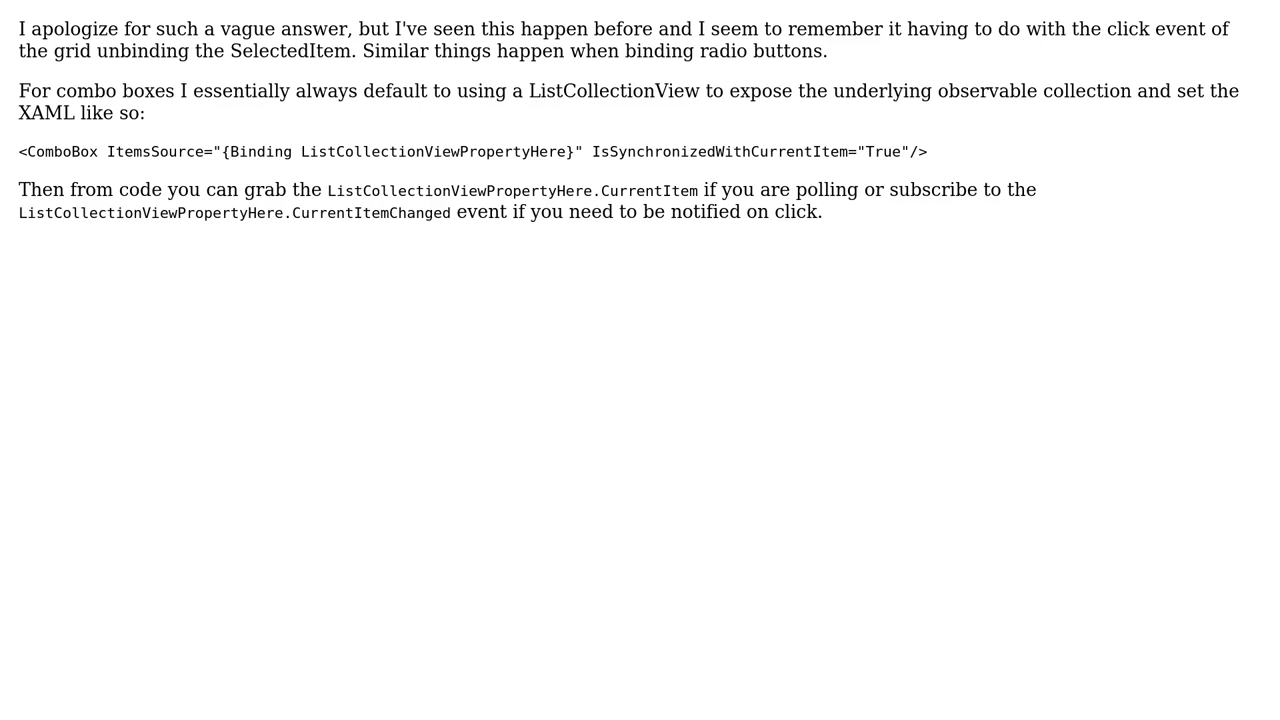 I apologize for such a vague answer, but I've seen this happen before and I seem to remember it having to do with the click event of
the grid unbinding the SelectedItem. Similar things happen when binding radio buttons.
For combo boxes I essentially always default to using a ListCollectionView to expose the underlying observable collection and set the
XAML like so:
<ComboBox ItemsSource="{Binding ListCollectionViewPropertyHere}" IsSynchronizedWithCurrentItem="True"/>
Then from code you can grab the ListCollectionViewPropertyHere.CurrentItem if you are polling or subscribe to the
ListCollectionViewPropertyHere.CurrentItemChanged event if you need to be notified on click.